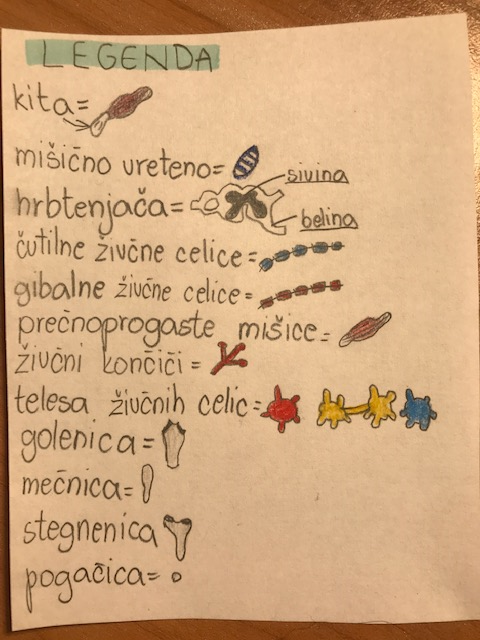 LEGENDA
kita=
mišično vreteno=
sivina
hrbtenjača=
belina
čutilne živčne celice=
gibalne živčne celice=
prečnoprogaste mišice=
živčni končiči=
telesa živčnih celic=
golenica=
mečnica=
stegnenica
pogačica=